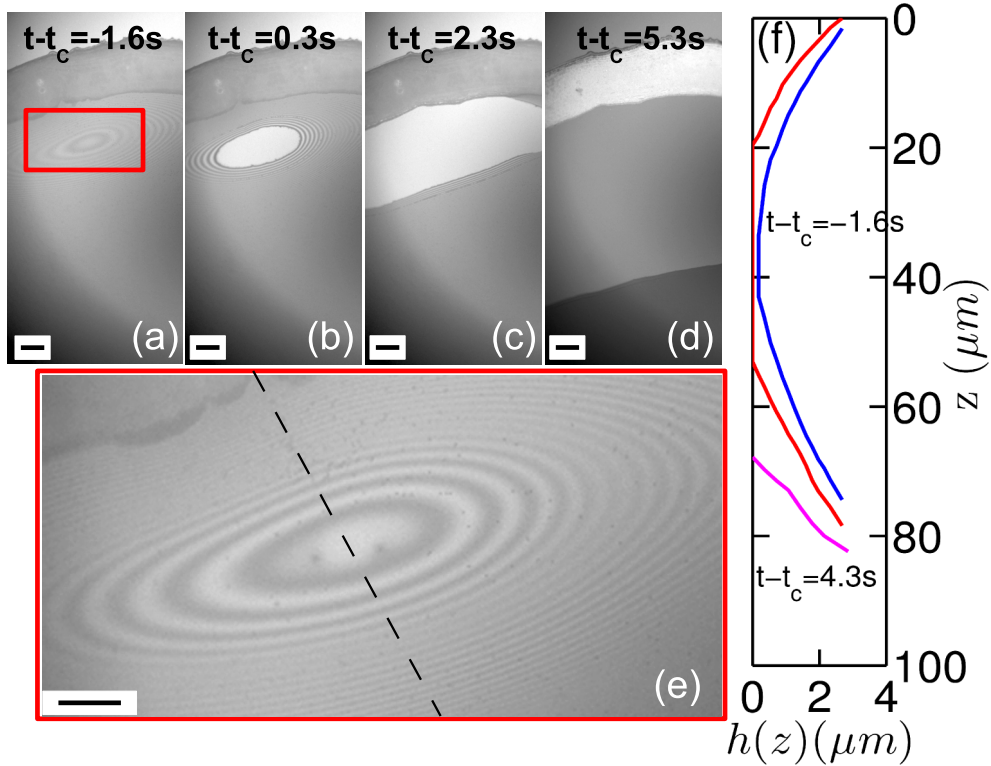 t-tc=-1.6s
t-tc=0.3s
t-tc=2.3s
t-tc=5.3s
(a)
(b)
(c)
(d)
(e)
(f)
0
20
40
60
80
100
z (μm)
t-tc=-1.6s
t-tc=4.3s
0 2 4
h(z)(μm)